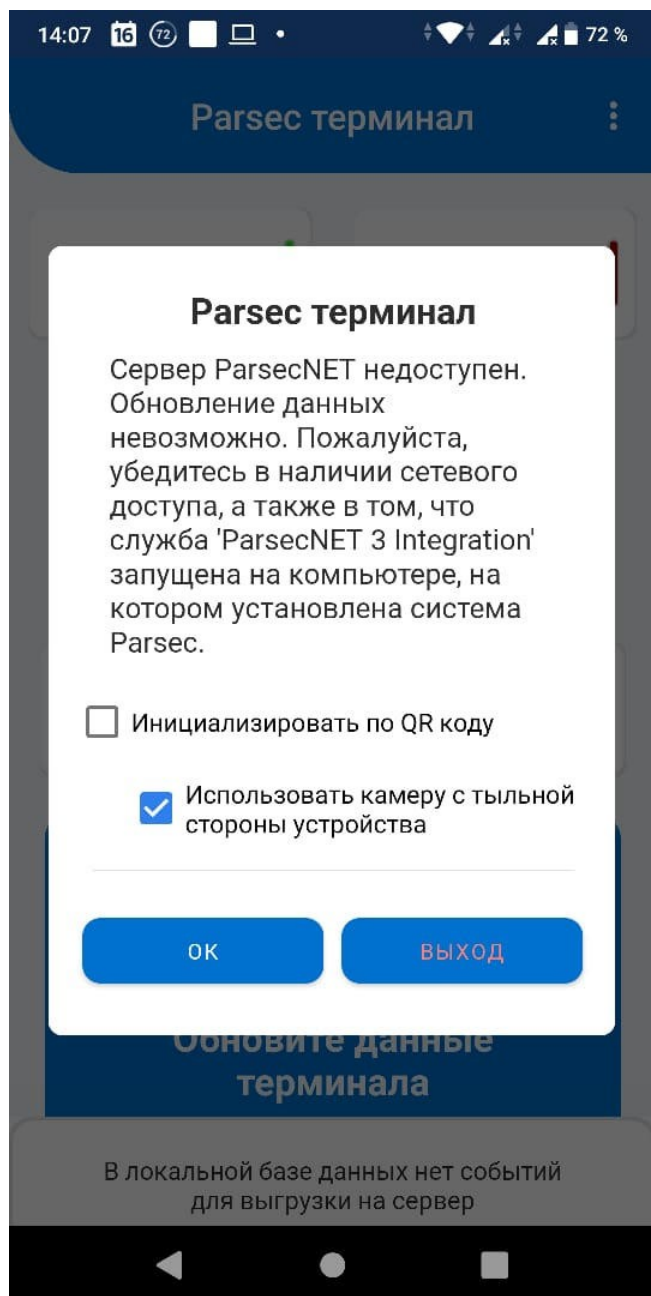 14:07 16 72 72 %
Parsec терминал
Parsec терминал
Сервер ParsecNET недоступен.
Обновление данных
невозможно. Пожалуйста,
убедитесь в наличии сетевого
доступа, а также в том, что
служба 'ParsecNET 3 Integration'
запущена на компьютере, на
котором установлена система
Parsec.
Инициализировать по QR коду
Использовать камеру с тыльной
стороны устройства
ОК ВЫХОД
Обновите данные
терминала
В локальной базе данных нет событий
для выгрузки на сервер